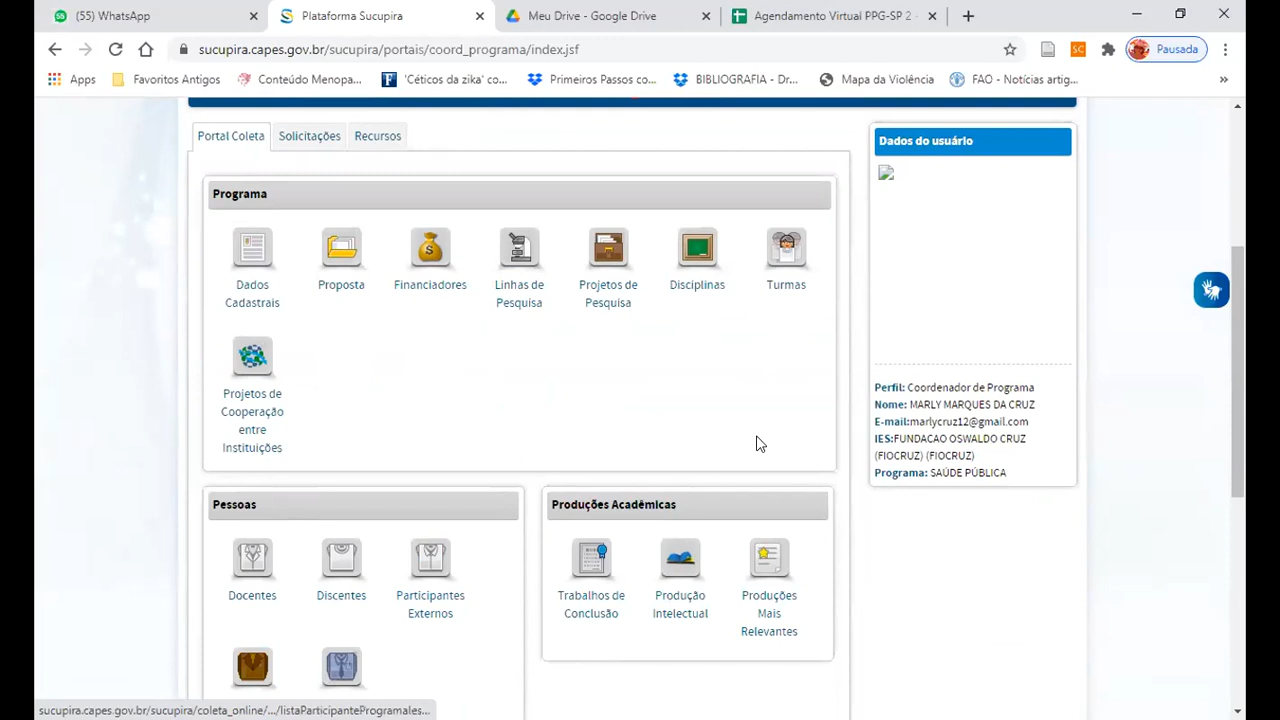 (55) WhatsApp
Plataforma Sucupira
Meu Drive - Google Drive
Agendamento Virtual PPG-SP 2 -
sucupira.capes.gov.br/sucupira/portais/coord_programa/index.jsf
SC
Pausada
Apps
Favoritos Antigos
Conteúdo Menopa...
'Céticos da zika' co...
Primeiros Passos co...
BIBLIOGRAFIA - Dr...
Mapa da Violência
FAO - Notícias artig...
»
Portal Coleta
Solicitações
Recursos
Programa
Dados
Cadastrais
Proposta
Financiadores
Linhas de
Pesquisa
Projetos de
Pesquisa
Disciplinas
Turmas
Projetos de
Cooperação
entre
Instituições
Pessoas
Docentes
Discentes
Participantes
Externos
Produções Acadêmicas
Trabalhos de
Conclusão
Produção
Intelectual
Produções
Mais
Relevantes
Dados do usuário
Perfil: Coordenador de Programa
Nome: MARLY MARQUES DA CRUZ
E-mail:marlycruz12@gmail.com
IES:FUNDACAO OSWALDO CRUZ
(FIOCRUZ) (FIOCRUZ)
Programa: SAÚDE PÚBLICA
sucupira.capes.gov.br/sucupira/coleta_online/.../listaParticipanteProgramales...